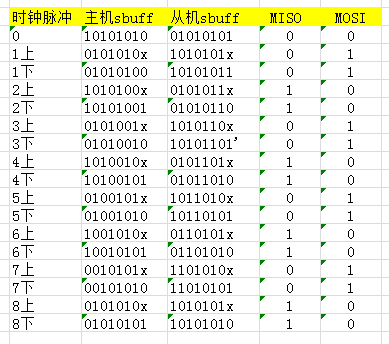 时钟脉冲 主机sbuff 从机sbuff MISO MOSI
0 10101010 01010101 0 0
1上 0101010x 1010101x 0 1
1下 01010100 10101011 0 1
2上 1010100x 0101011x 1 0
2下 10101001 01010110 1 0
3上 0101001x 1010110x 0 1
3下 01010010 10101101' 0 1
4上 1010010x 0101101x 1 0
4下 10100101 01011010 1 0
5上 0100101x 1011010x 0 1
5下 01001010 10110101 0 1
6上 1001010x 0110101x 1 0
6下 10010101 01101010 1 0
7上 0010101x 1101010x 0 1
7下 00101010 11010101 0 1
8上 0101010x 1010101x 1 0
8下 01010101 10101010 1 0